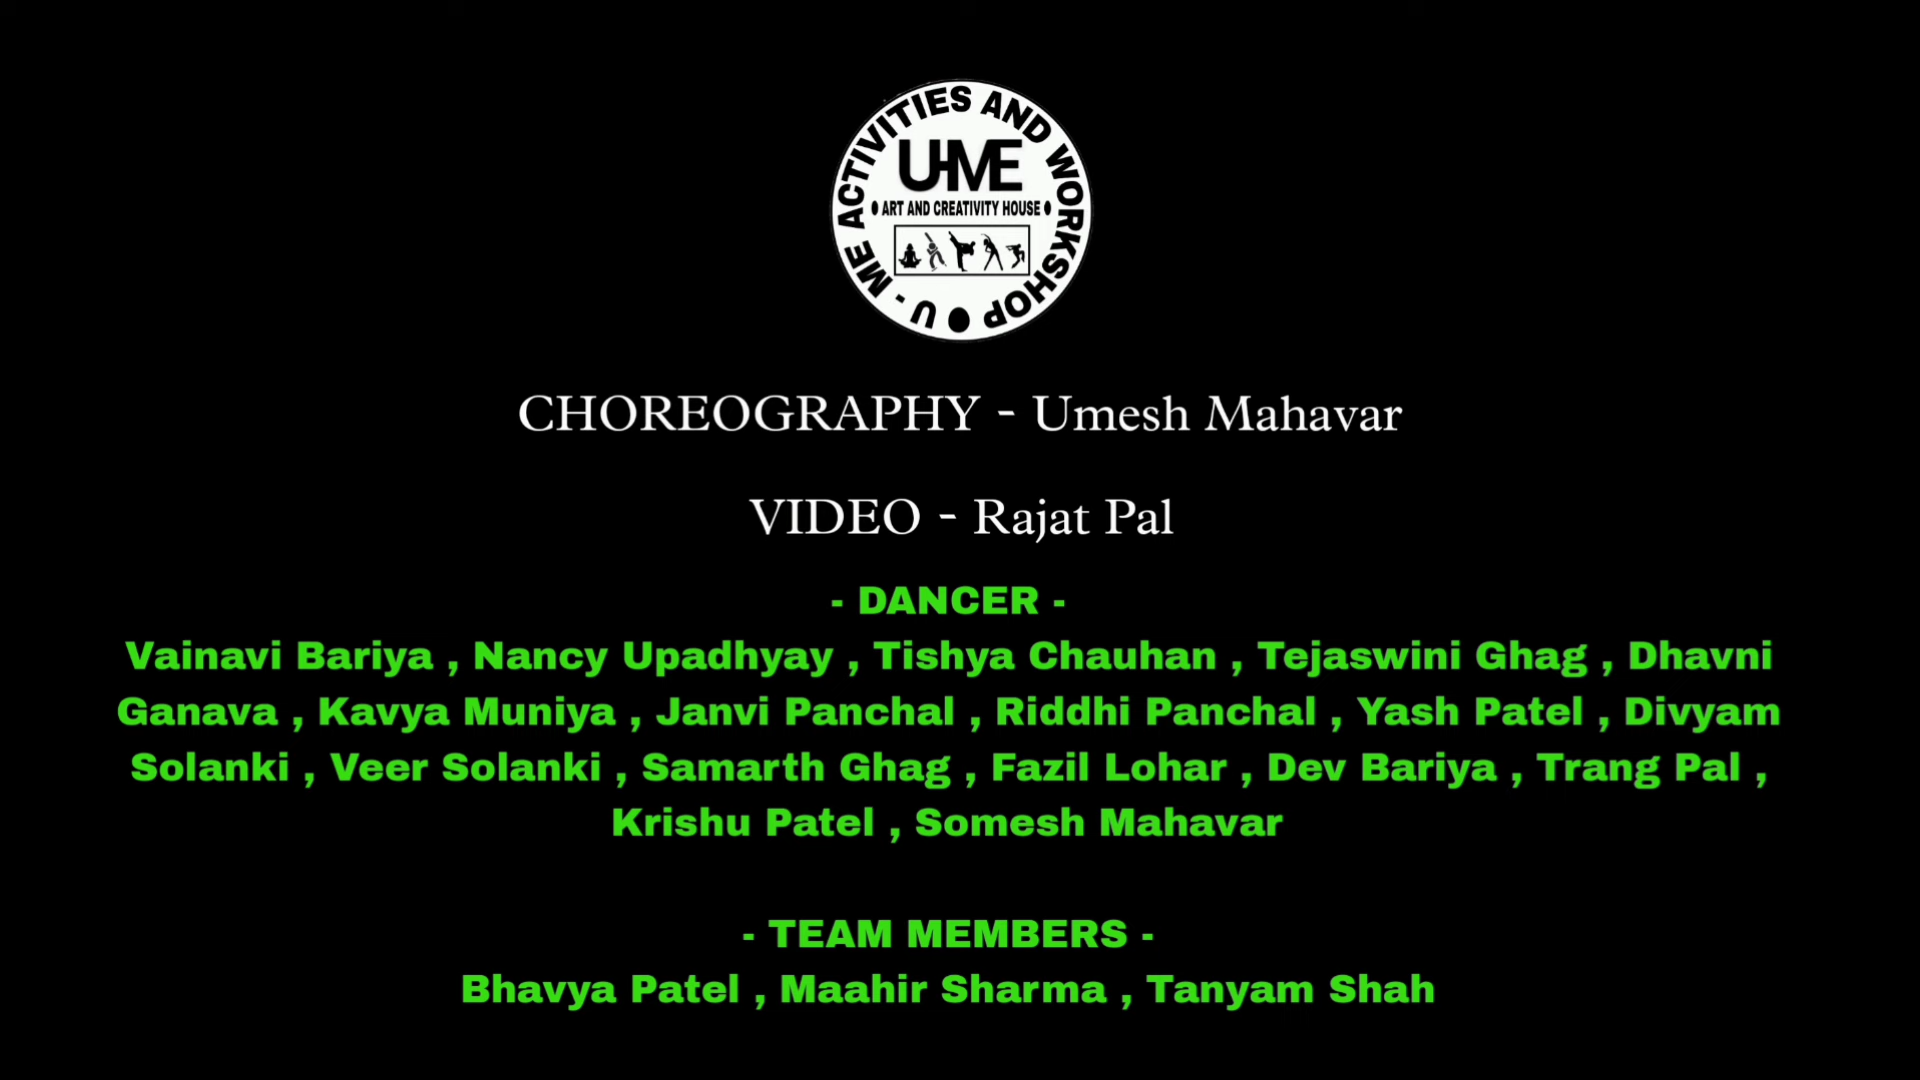 U - ME ACTIVITIES AND WORKSHOP
U-ME
• ART AND CREATIVITY HOUSE •
CHOREOGRAPHY - Umesh Mahavar
VIDEO - Rajat Pal
- DANCER -
Vainavi Bariya , Nancy Upadhyay , Tishya Chauhan , Tejaswini Ghag , Dhavni
Ganava , Kavya Muniya , Janvi Panchal , Riddhi Panchal , Yash Patel , Divyam
Solanki , Veer Solanki , Samarth Ghag , Fazil Lohar , Dev Bariya , Trang Pal ,
Krishu Patel , Somesh Mahavar
- TEAM MEMBERS -
Bhavya Patel , Maahir Sharma , Tanyam Shah